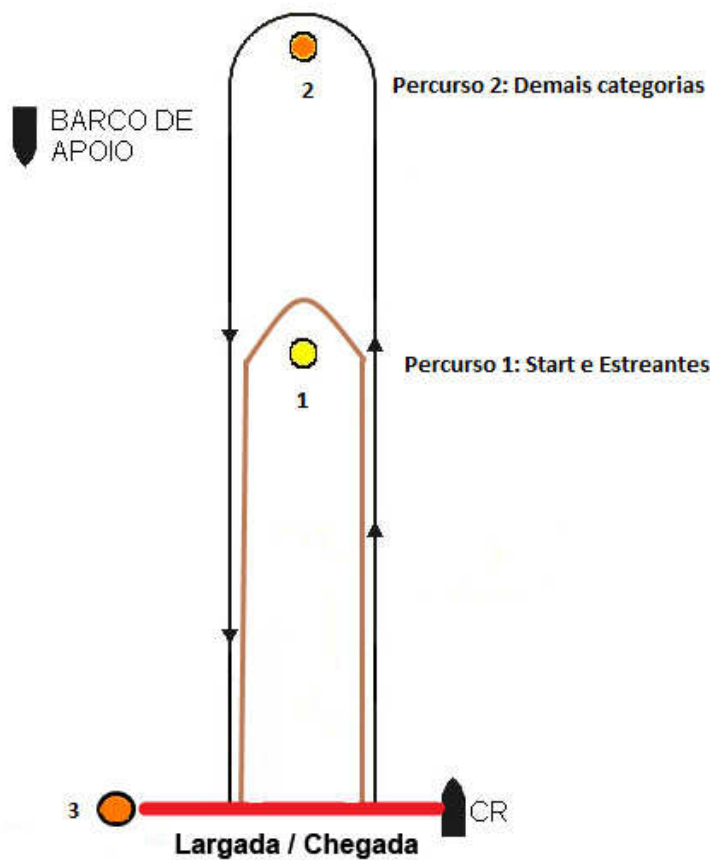 2
Percurso 2: Demais categorias
BARCO DE
APOIO
Percurso 1: Start e Estreantes
1
3
CR
Largada / Chegada